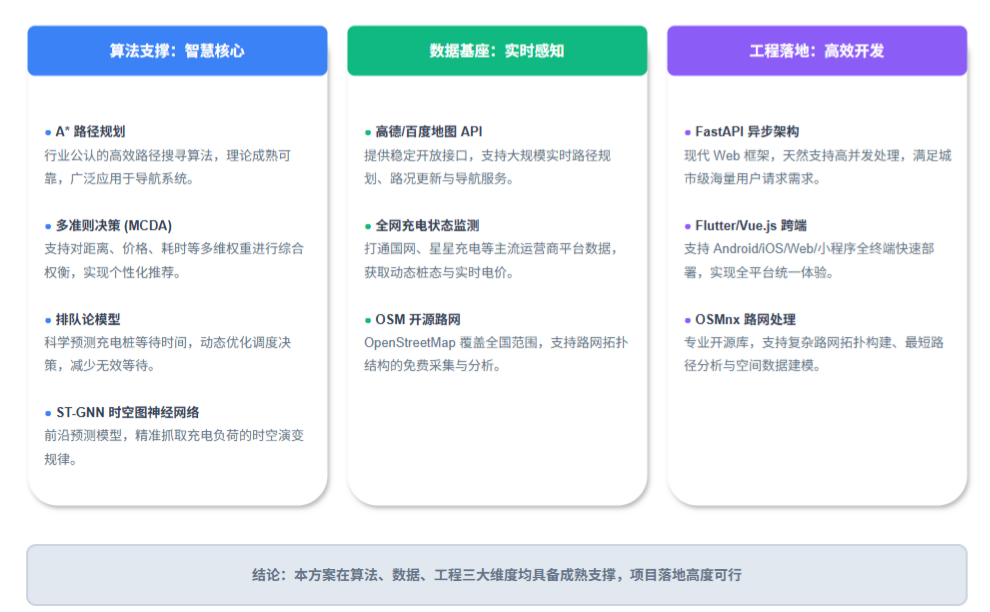 算法支撑：智慧核心
• A* 路径规划
行业公认的高效路径搜寻算法，理论成熟可
靠，广泛应用于导航系统。
• 多准则决策 (MCDA)
支持对距离、价格、耗时等多维权重进行综合
权衡，实现个性化推荐。
• 排队论模型
科学预测充电桩等待时间，动态优化调度决
策，减少无效等待。
• ST-GNN 时空图神经网络
前沿预测模型，精准抓取充电负荷的时空演变
规律。
数据基座：实时感知
• 高德/百度地图 API
提供稳定开放接口，支持大规模实时路径规
划、路况更新与导航服务。
• 全网充电状态监测
打通国网、星星充电等主流运营商平台数据，
获取动态桩态与实时电价。
• OSM 开源路网
OpenStreetMap 覆盖全国范围，支持路网拓扑
结构的免费采集与分析。
工程落地：高效开发
• FastAPI 异步架构
现代 Web 框架，天然支持高并发处理，满足城
市级海量用户请求需求。
• Flutter/Vue.js 跨端
支持 Android/iOS/Web/小程序全终端快速部
署，实现全平台统一体验。
• OSMnx 路网处理
专业开源库，支持复杂路网拓扑构建、最短路
径分析与空间数据建模。
结论：本方案在算法、数据、工程三大维度均具备成熟支撑，项目落地高度可行